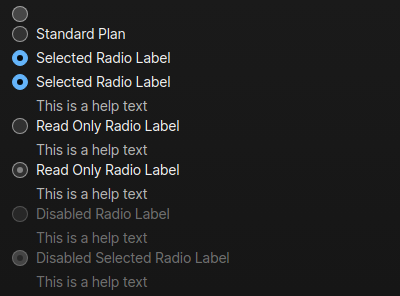 Standard Plan
Selected Radio Label
Selected Radio Label
This is a help text
Read Only Radio Label
This is a help text
Read Only Radio Label
This is a help text
Disabled Radio Label
This is a help text
Disabled Selected Radio Label
This is a help text